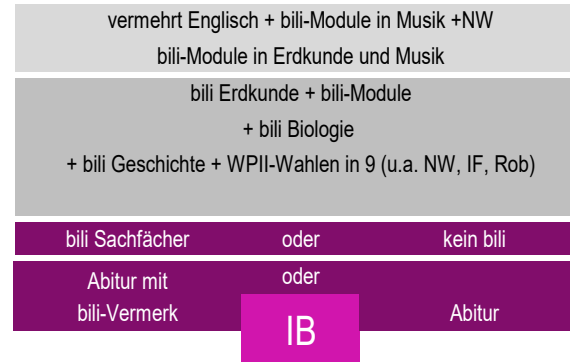 vermehrt Englisch + bili-Module in Musik +NW
bili-Module in Erdkunde und Musik
bili Erdkunde + bili-Module
+ bili Biologie
+ bili Geschichte + WPII-Wahlen in 9 (u.a. NW, IF, Rob)
bili Sachfächer oder kein bili
Abitur mit oder
bili-Vermerk IB Abitur